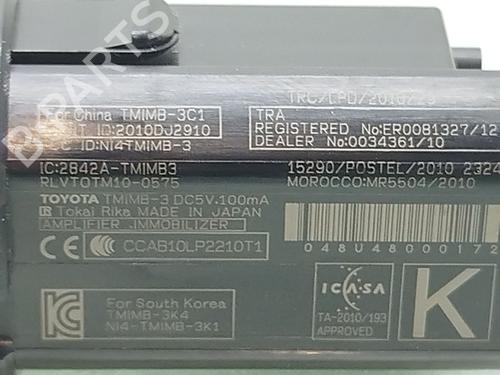 B-PARTS
TRC/LPD/2010/29
For China TMIMB-3C1
TRA
CMIIT ID:2010DJ2910
REGISTERED No:ER0081327/12
FCC ID:NI4TMIMB-3
DEALER No:0034361/10
IC:2842A-TMIMB3
15290/POSTEL/2010 2324
RLVTOTM10-0575
MOROCCO:MR5504/2010
TOYOTA TMIMB-3 DC5V,100mA
Tokai Rika MADE IN JAPAN
AMPLIFIER, IMMOBILIZER
CCC CCAB10LP2210T1
048U48000172
ICASA
TA-2010/193
APPROVED
K
For South Korea
TMIMB-3K4
NI4-TMIMB-3K1